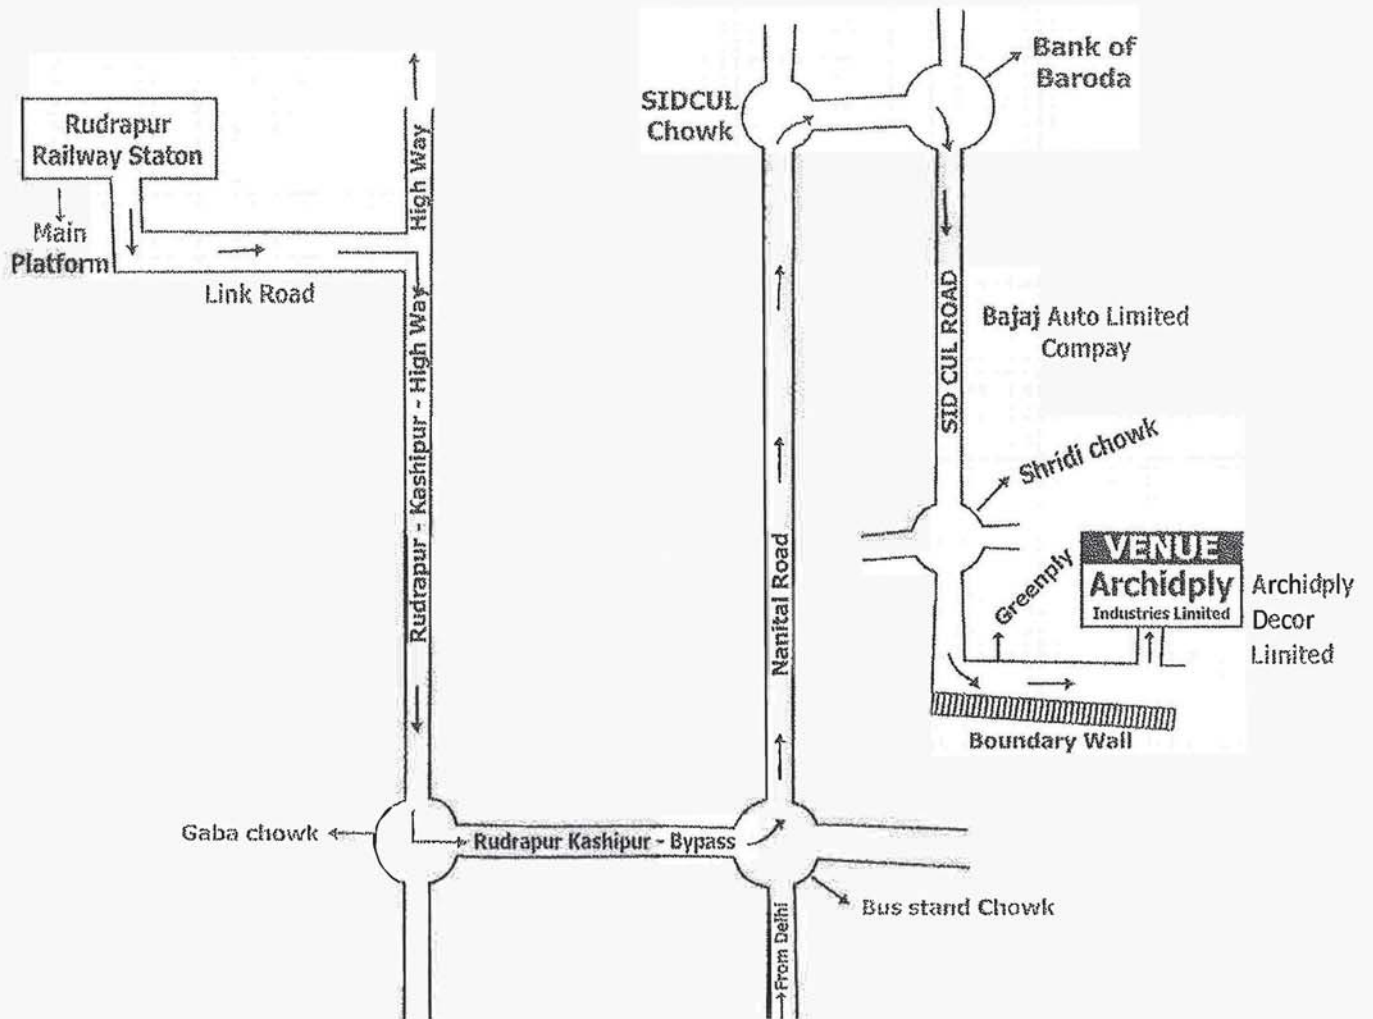 Rudrapur
Railway Staton
Main
Platform
Link Road
High Way
Rudrapur - Kashipur - High Way
Gaba chowk
Rudrapur Kashipur - Bypass
Bus stand Chowk
From Delhi
Nanital Road
SIDCUL
Chowk
Bank of
Baroda
SID CUL ROAD
Bajaj Auto Limited
Compay
Shridi chowk
Greenply
VENUE
Archidply
Industries Limited
Archidply
Decor
Limited
Boundary Wall